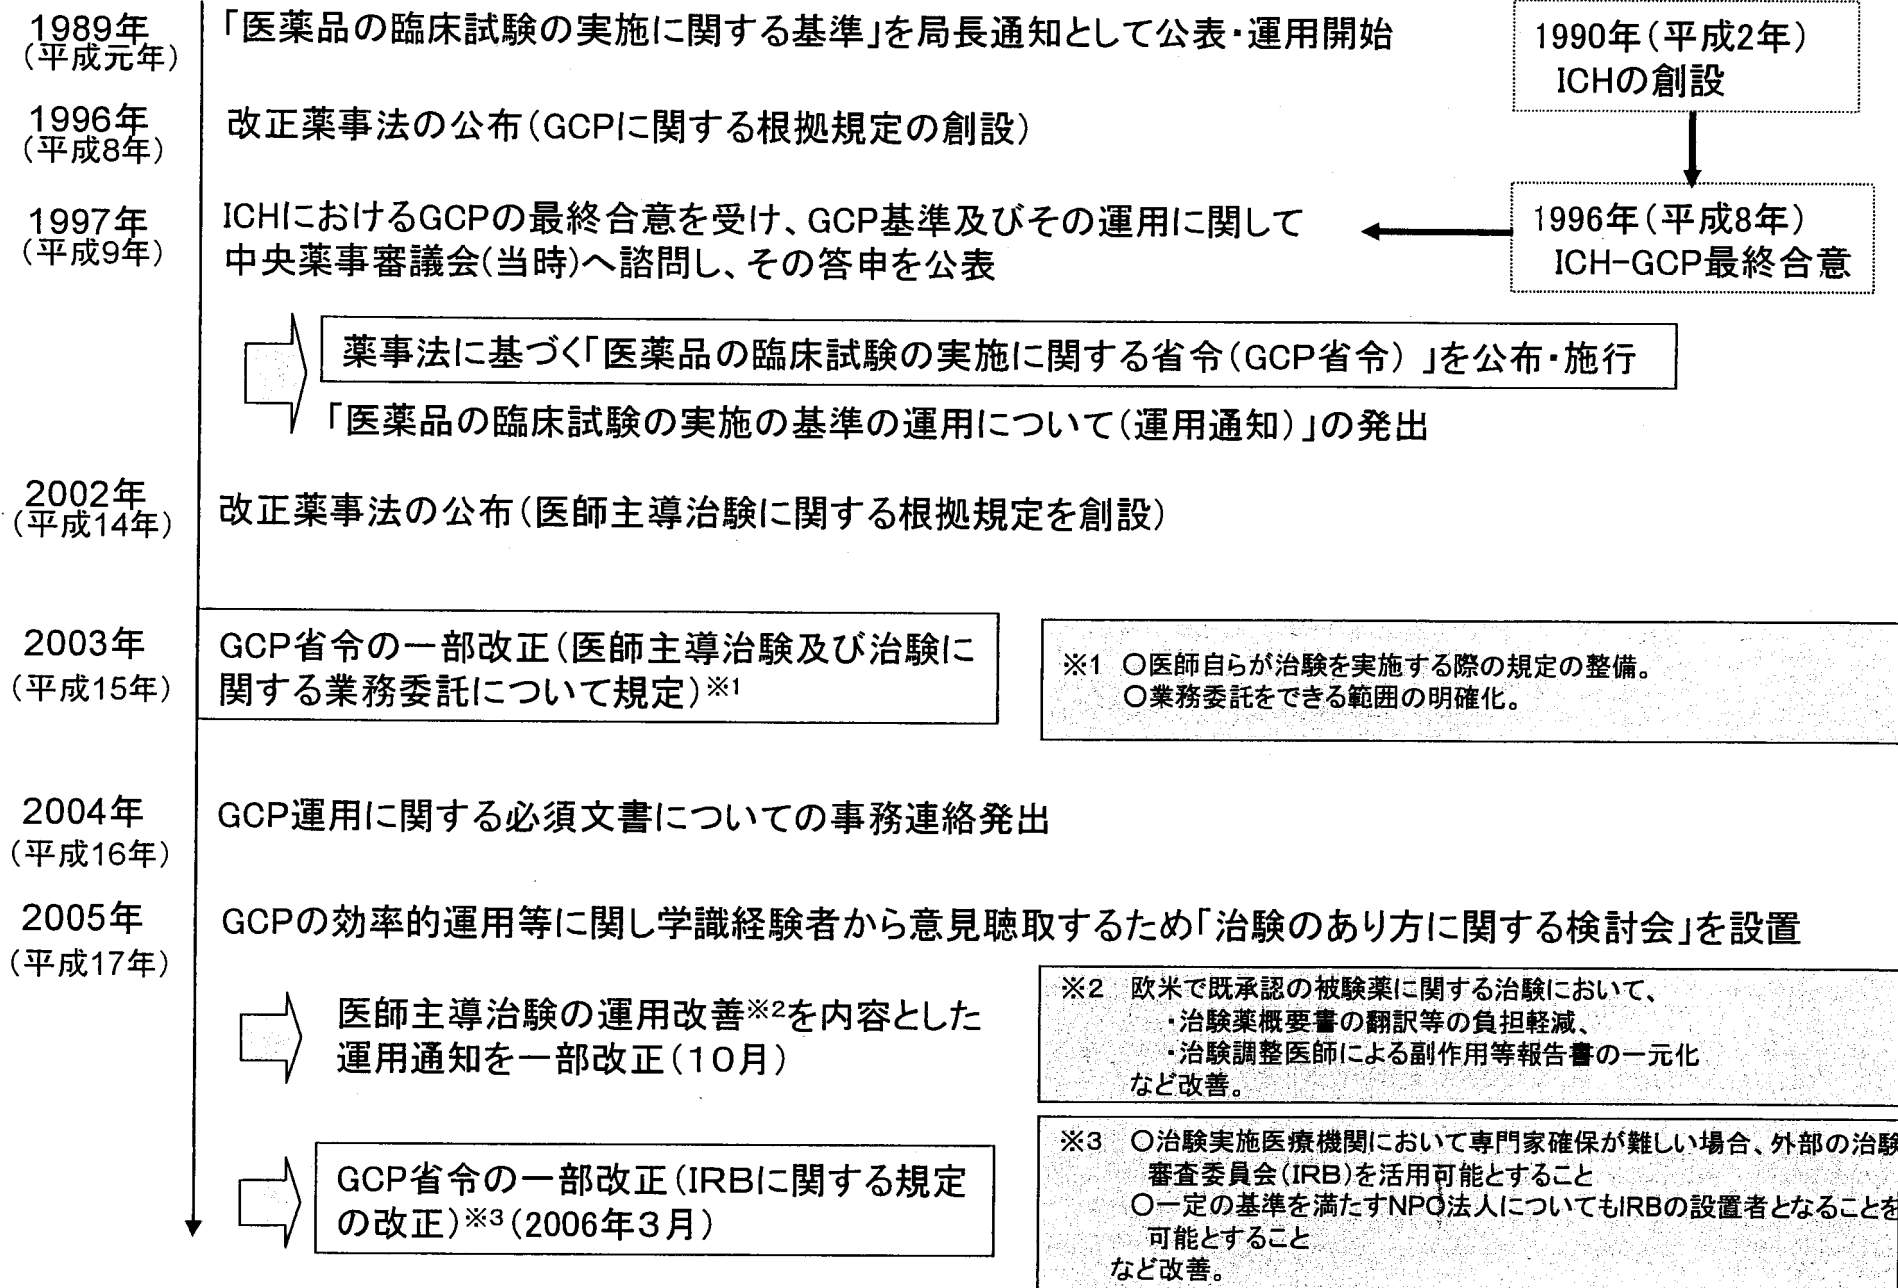 1989年
(平成元年)
「医薬品の臨床試験の実施に関する基準」を局長通知として公表・運用開始
1990年(平成2年)
ICHの創設
1996年
(平成8年)
改正薬事法の公布(GCPに関する根拠規定の創設)
1997年
(平成9年)
ICHにおけるGCPの最終合意を受け、GCP基準及びその運用に関して
中央薬事審議会(当時)へ諮問し、その答申を公表
1996年(平成8年)
ICH-GCP最終合意
薬事法に基づく「医薬品の臨床試験の実施に関する省令(GCP省令)」を公布・施行
「医薬品の臨床試験の実施の基準の運用について(運用通知)」の発出
2002年
(平成14年)
改正薬事法の公布(医師主導治験に関する根拠規定を創設)
2003年
(平成15年)
GCP省令の一部改正(医師主導治験及び治験に
関する業務委託について規定)※1
※1 ○医師自らが治験を実施する際の規定の整備。
○業務委託をできる範囲の明確化。
2004年
(平成16年)
GCP運用に関する必須文書についての事務連絡発出
2005年
(平成17年)
GCPの効率的運用等に関し学識経験者から意見聴取するため「治験のあり方に関する検討会」を設置
医師主導治験の運用改善※2を内容とした
運用通知を一部改正(10月)
※2 欧米で既承認の被験薬に関する治験において、
・治験薬概要書の翻訳等の負担軽減、
・治験調整医師による副作用等報告書の一元化
など改善。
GCP省令の一部改正(IRBに関する規定
の改正)※3(2006年3月)
※3 ○治験実施医療機関において専門家確保が難しい場合、外部の治験
審査委員会(IRB)を活用可能とすること
○一定の基準を満たすNPO法人についてもIRBの設置者となることを
可能とすること
など改善。